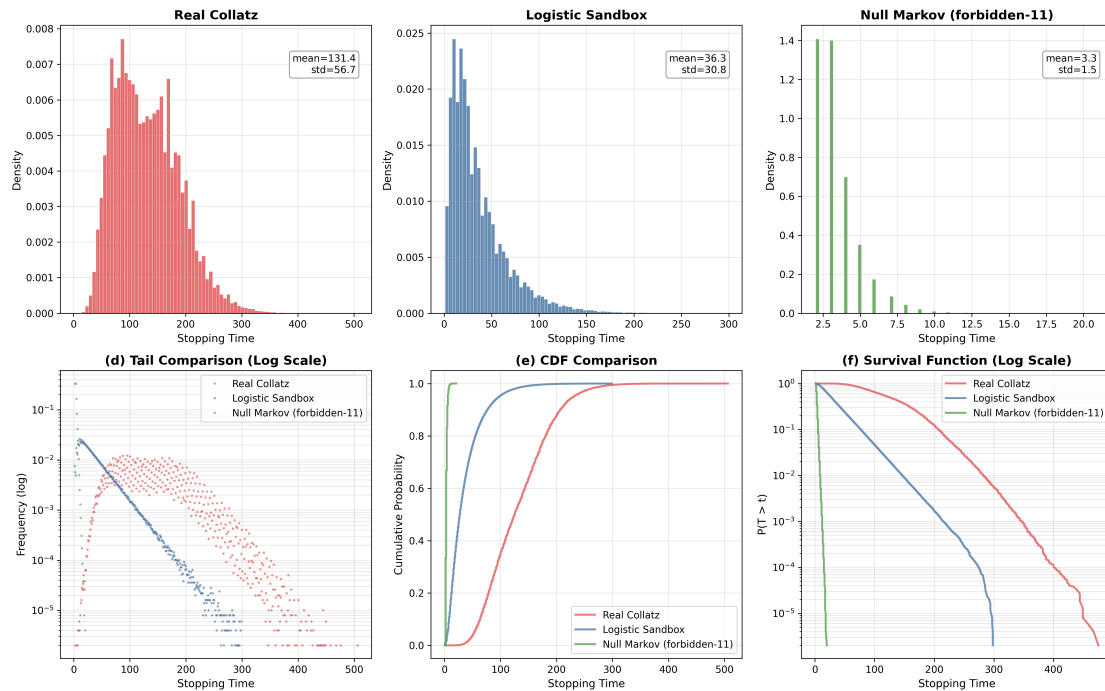 Real Collatz
mean=131.4
std=56.7
Density
0.008
0.007
0.006
0.005
0.004
0.003
0.002
0.001
0.000
0 100 200 300 400 500
Stopping Time
Logistic Sandbox
mean=36.3
std=30.8
Density
0.025
0.020
0.015
0.010
0.005
0.000
0 50 100 150 200 250 300
Stopping Time
Null Markov (forbidden-11)
mean=3.3
std=1.5
Density
1.4
1.2
1.0
0.8
0.6
0.4
0.2
0.0
2.5 5.0 7.5 10.0 12.5 15.0 17.5 20.0
Stopping Time
(d) Tail Comparison (Log Scale)
Real Collatz
Logistic Sandbox
Null Markov (forbidden-11)
Frequency (log)
10⁻¹
10⁻²
10⁻³
10⁻⁴
10⁻⁵
0 100 200 300 400 500
Stopping Time
(e) CDF Comparison
Cumulative Probability
1.0
0.8
0.6
0.4
0.2
0.0
Real Collatz
Logistic Sandbox
Null Markov (forbidden-11)
0 100 200 300 400 500
Stopping Time
(f) Survival Function (Log Scale)
Real Collatz
Logistic Sandbox
Null Markov (forbidden-11)
P(T > t)
10⁰
10⁻¹
10⁻²
10⁻³
10⁻⁴
10⁻⁵
0 100 200 300 400
Stopping Time